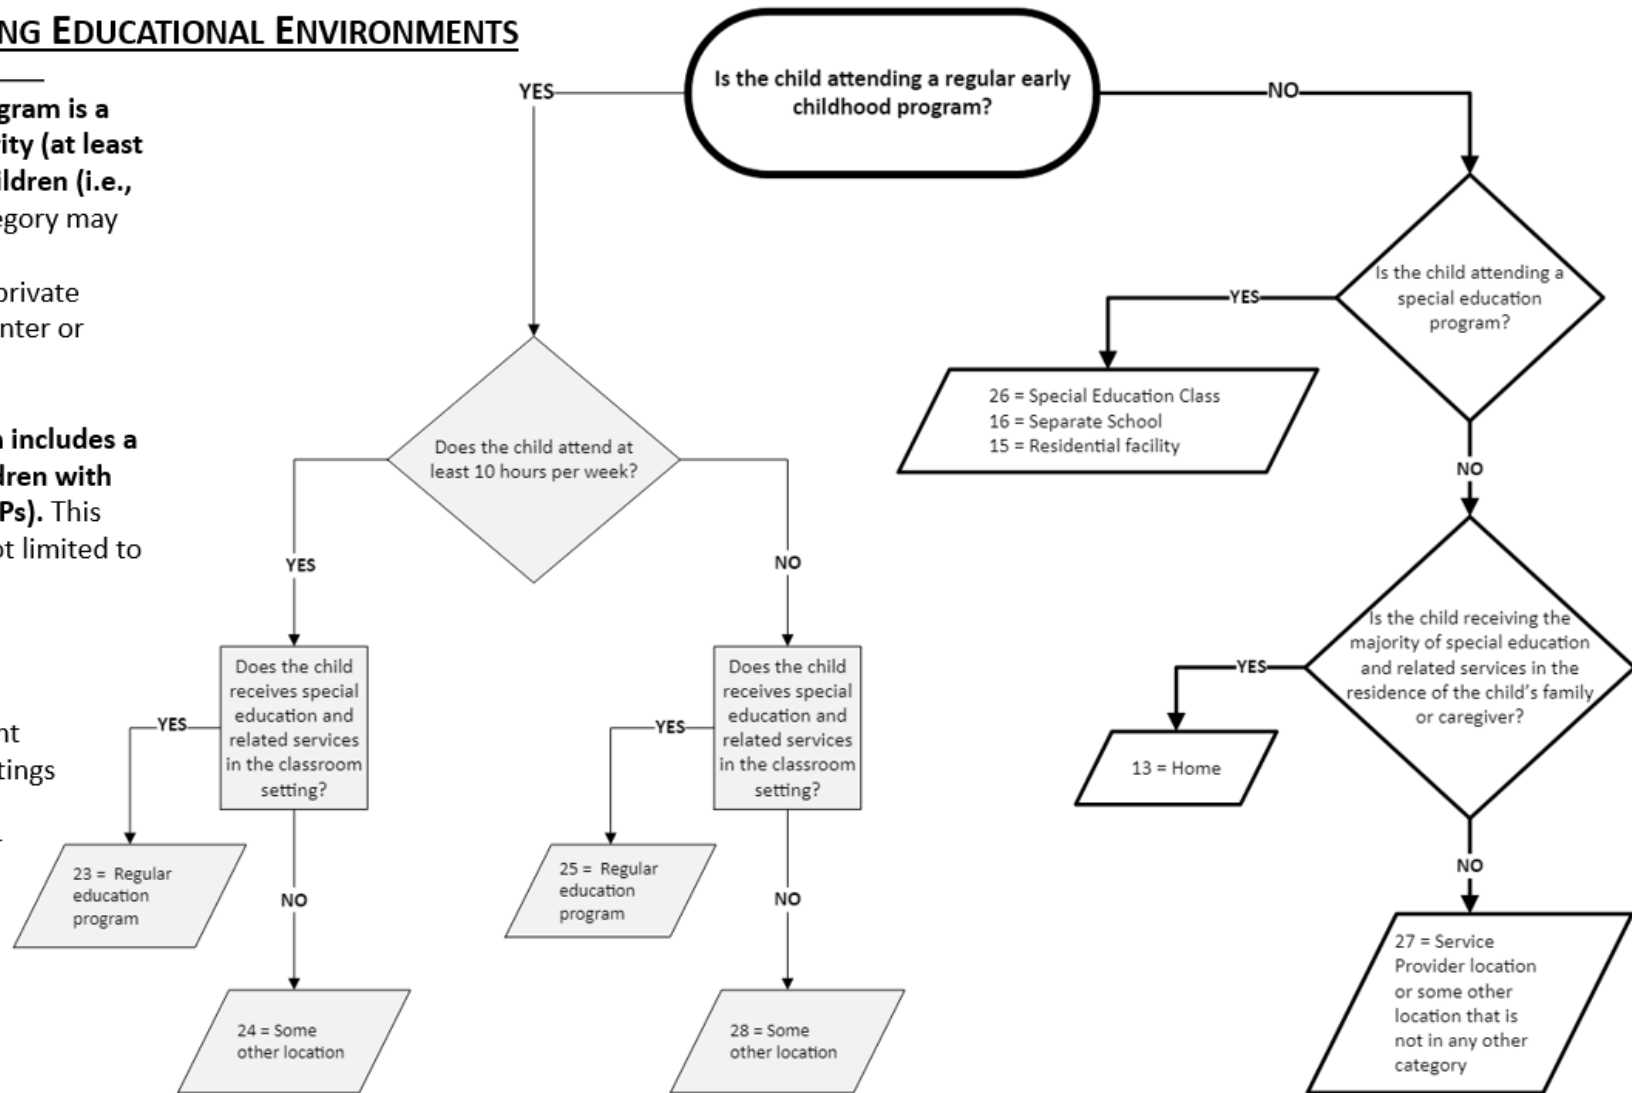 NG EDUCATIONAL ENVIRONMENTS
gram is a
rity (at least
ildren (i.e.,
egory may
private
nter or
includes a
dren with
Ps). This
ot limited to
nt
tings
Is the child attending a regular early
childhood program?
YES
NO
Does the child attend at
least 10 hours per week?
YES
NO
Does the child
receives special
education and
related services
in the classroom
setting?
YES
NO
23 = Regular
education
program
24 = Some
other location
Does the child
receives special
education and
related services
in the classroom
setting?
YES
NO
25 = Regular
education
program
28 = Some
other location
Is the child attending a
special education
program?
YES
NO
26 = Special Education Class
16 = Separate School
15 = Residential facility
Is the child receiving the
majority of special education
and related services in the
residence of the child's family
or caregiver?
YES
NO
13 = Home
27 = Service
Provider location
or some other
location that is
not in any other
category